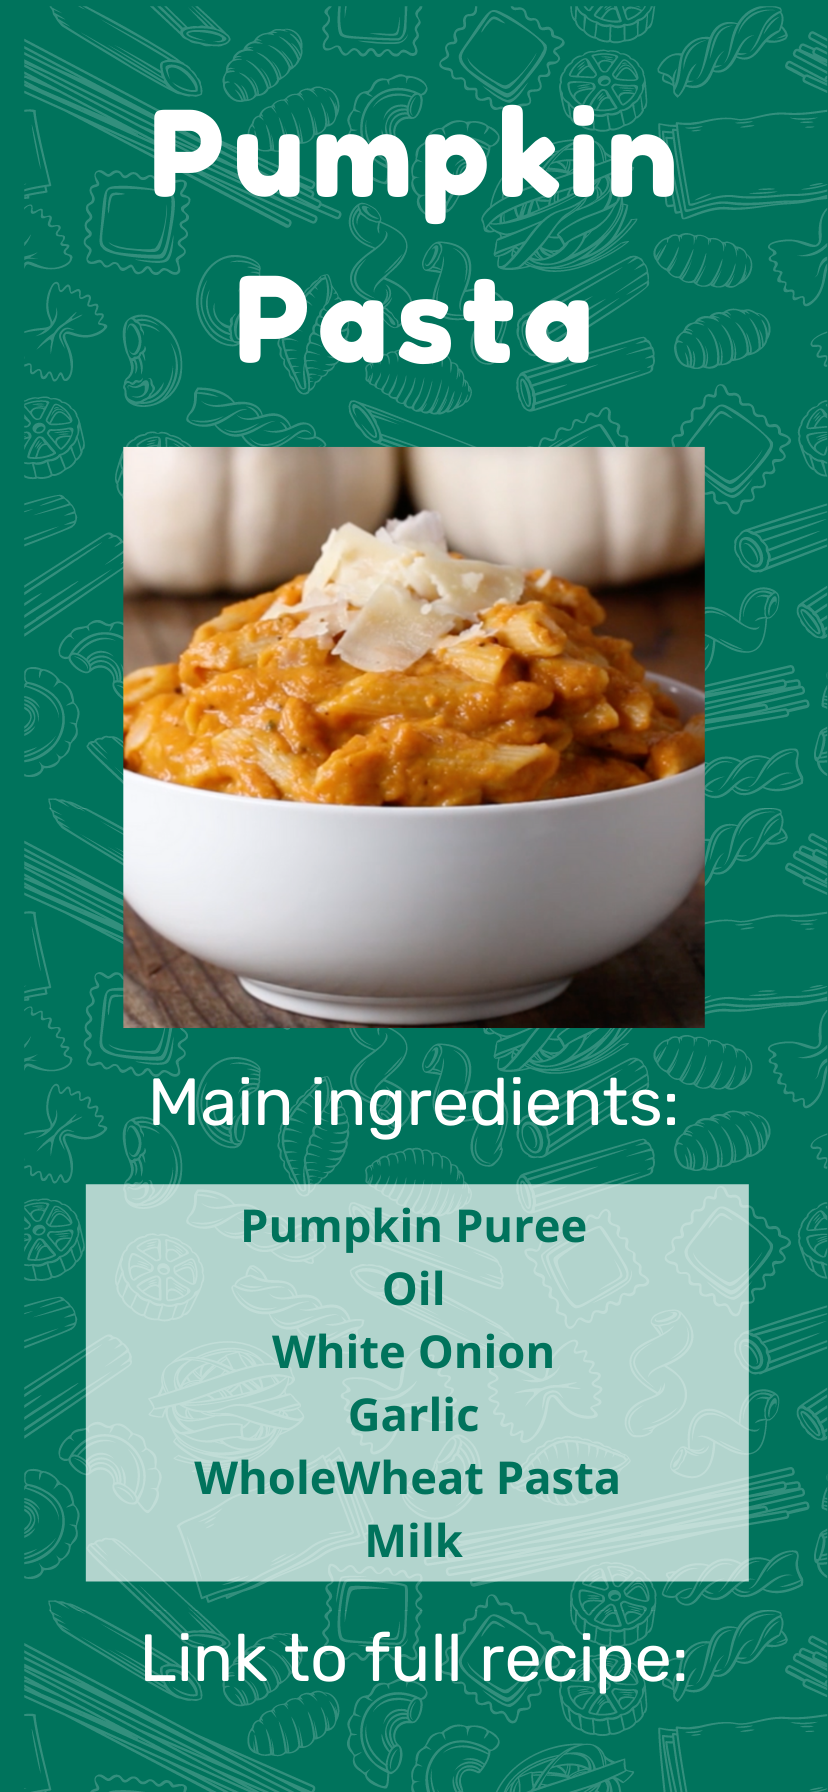 Pumpkin
Pasta
Main ingredients:
Pumpkin Puree
Oil
White Onion
Garlic
WholeWheat Pasta
Milk
Link to full recipe: